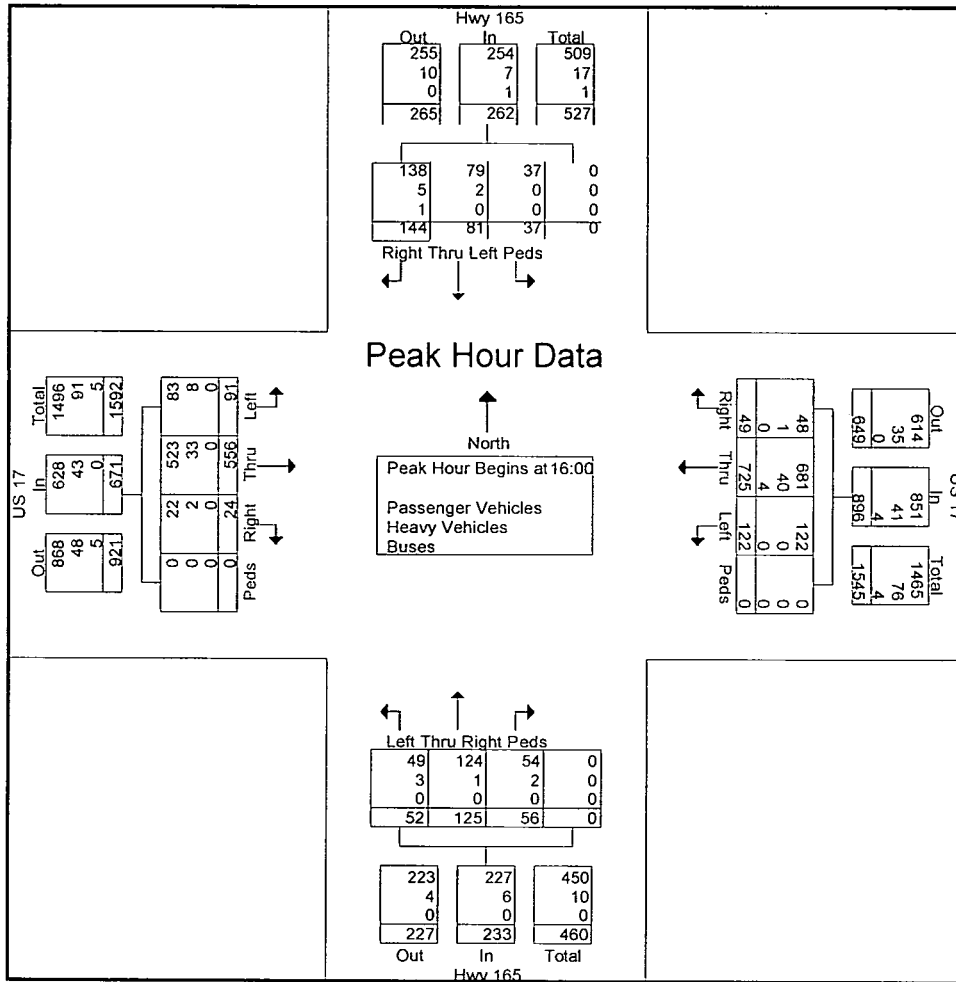 Hwy 165
Out In Total
255 254 509
10 7 17
0 1 1
265 262 527
138 79 37 0
5 2 0 0
1 0 0 0
144 81 37 0
Right Thru Left Peds
Peak Hour Data
North
Peak Hour Begins at 16:00
Passenger Vehicles
Heavy Vehicles
Buses
US 17
Out In Total
868 628 1496
48 43 91
5 0 5
921 671 1592
Peds Right Thru Left
0 22 523 83
0 2 33 8
0 0 0 0
0 24 556 91
Right Thru Left Peds
48 681 122 0
1 40 0 0
0 4 0 0
49 725 122 0
Out In Total
614 851 1465
35 41 76
0 4 4
649 896 1545
US 17
Left Thru Right Peds
49 124 54 0
3 1 2 0
0 0 0 0
52 125 56 0
223 227 450
4 6 10
0 0 0
227 233 460
Out In Total
Hwy 165